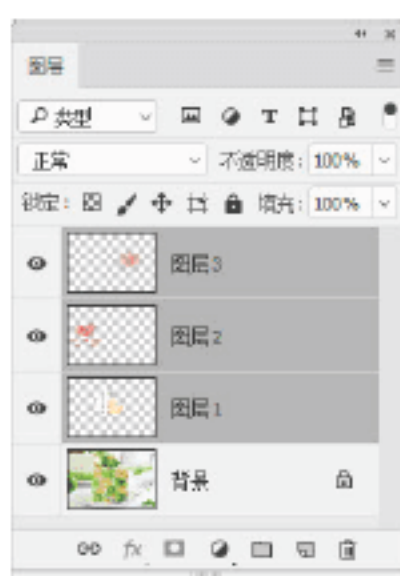 图层
类型
正常 不透明度: 100%
锁定: 填充: 100%
图层3
图层2
图层1
背景
fx